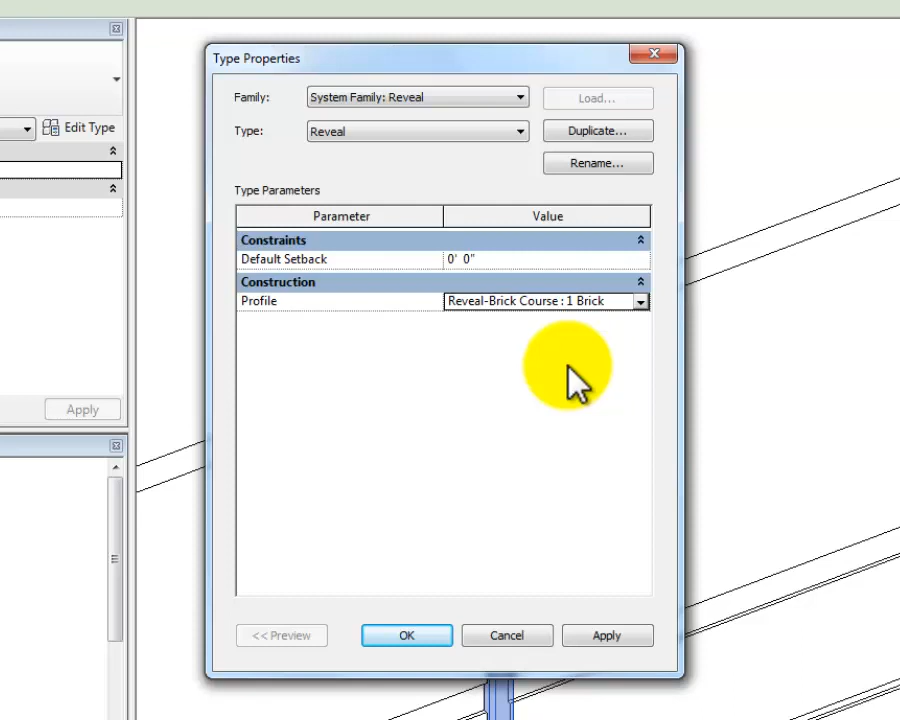 Type Properties
Family:
System Family: Reveal
Load...
Edit Type
Type:
Reveal
Duplicate...
Rename...
Type Parameters
Parameter
Value
Constraints
Default Setback
0' 0"
Construction
Profile
Reveal-Brick Course : 1 Brick
Apply
<< Preview
OK
Cancel
Apply